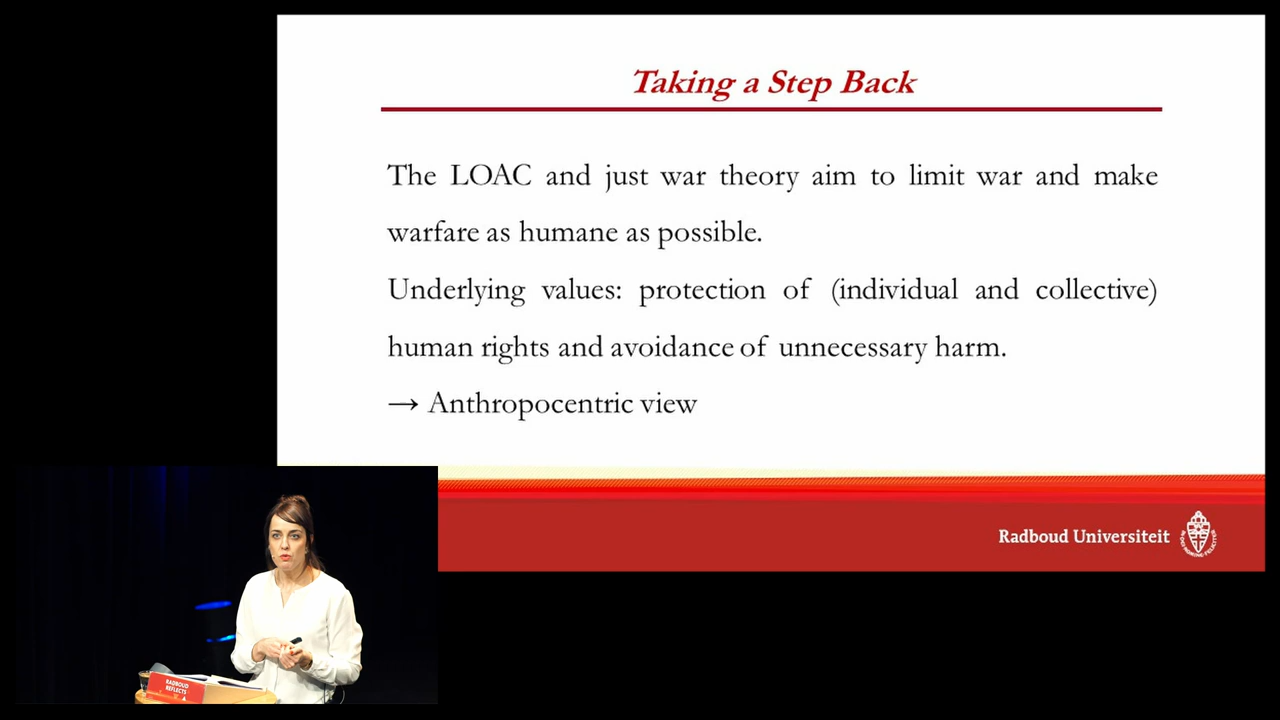 Taking a Step Back
The LOAC and just war theory aim to limit war and make
warfare as humane as possible.
Underlying values: protection of (individual and collective)
human rights and avoidance of unnecessary harm.
→ Anthropocentric view
Radboud Universiteit
RADBOUD
REFLECTS